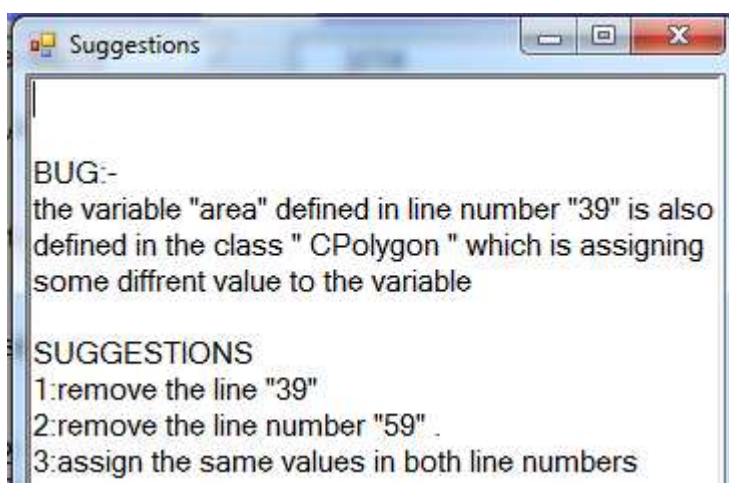 Suggestions
BUG:-
the variable "area" defined in line number "39" is also
defined in the class " CPolygon " which is assigning
some diffrent value to the variable
SUGGESTIONS
1:remove the line "39"
2:remove the line number "59" .
3:assign the same values in both line numbers